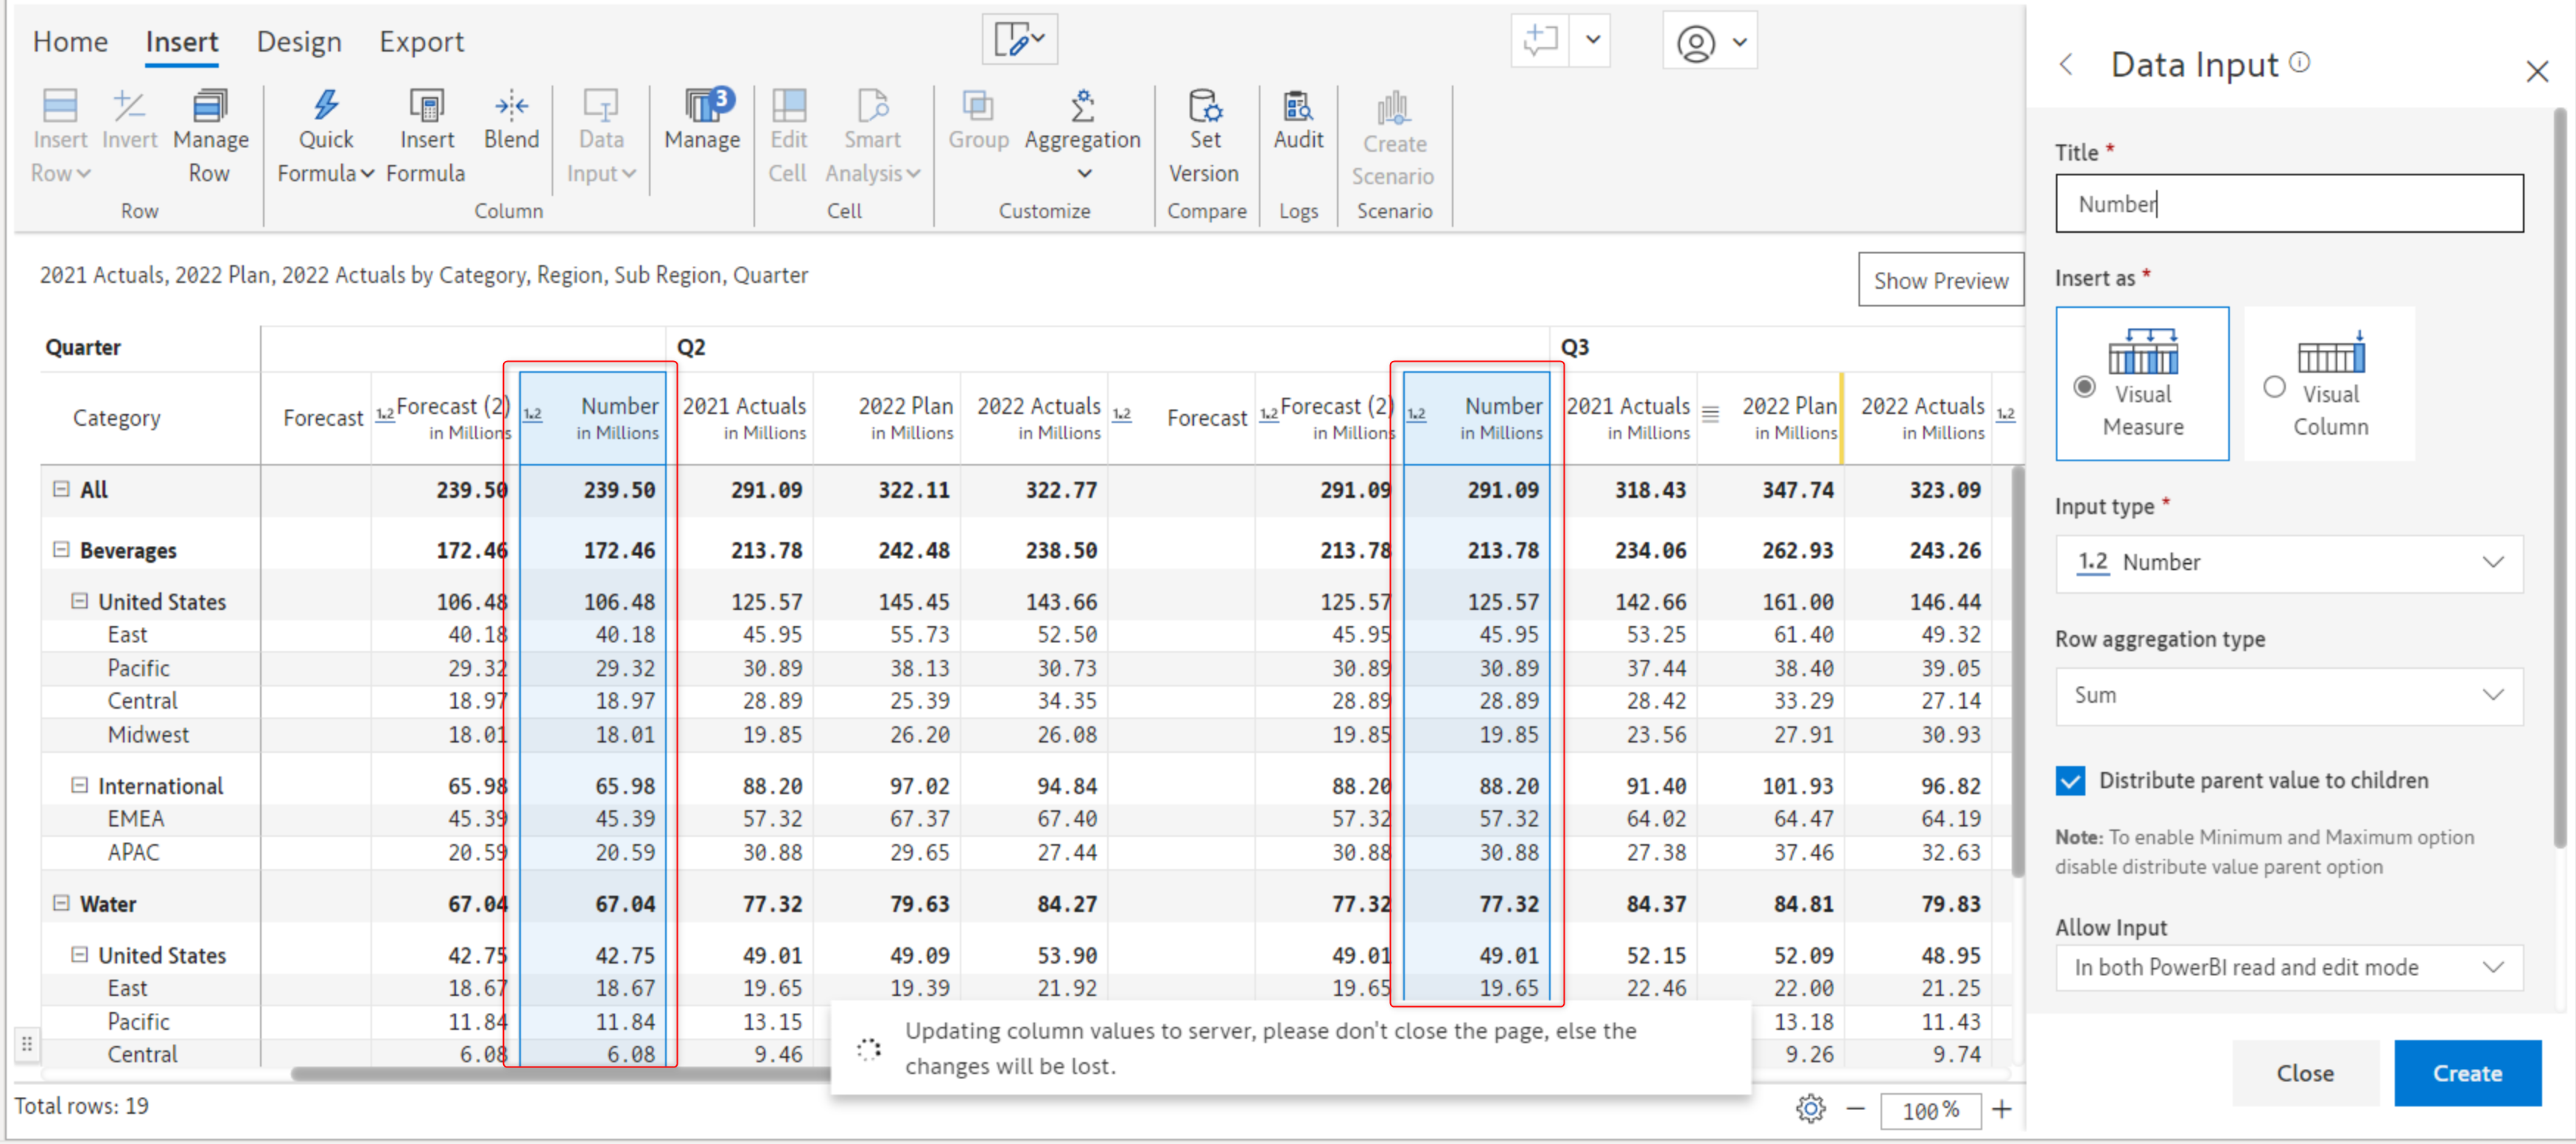 Home Insert Design Export
Insert Row Invert Manage Row Quick Formula Insert Formula Blend Data Input Manage 3 Edit Cell Smart Analysis Group Aggregation Set Version Audit Create Scenario
Row Column Cell Customize Compare Logs Scenario
2021 Actuals, 2022 Plan, 2022 Actuals by Category, Region, Sub Region, Quarter
Show Preview
Quarter Q2 Q3
Category Forecast 1.2 Forecast (2) in Millions 1.2 Number in Millions 2021 Actuals in Millions 2022 Plan in Millions 2022 Actuals in Millions 1.2 Forecast 1.2 Forecast (2) in Millions 1.2 Number in Millions 2021 Actuals in Millions 2022 Plan in Millions 2022 Actuals in Millions 1.2
All 239.50 239.50 291.09 322.11 322.77 291.09 291.09 318.43 347.74 323.09
Beverages 172.46 172.46 213.78 242.48 238.50 213.78 213.78 234.06 262.93 243.26
United States 106.48 106.48 125.57 145.45 143.66 125.57 125.57 142.66 161.00 146.44
East 40.18 40.18 45.95 55.73 52.50 45.95 45.95 53.25 61.40 49.32
Pacific 29.32 29.32 30.89 38.13 30.73 30.89 30.89 37.44 38.40 39.05
Central 18.97 18.97 28.89 25.39 34.35 28.89 28.89 28.42 33.29 27.14
Midwest 18.01 18.01 19.85 26.20 26.08 19.85 19.85 23.56 27.91 30.93
International 65.98 65.98 88.20 97.02 94.84 88.20 88.20 91.40 101.93 96.82
EMEA 45.39 45.39 57.32 67.37 67.40 57.32 57.32 64.02 64.47 64.19
APAC 20.59 20.59 30.88 29.65 27.44 30.88 30.88 27.38 37.46 32.63
Water 67.04 67.04 77.32 79.63 84.27 77.32 77.32 84.37 84.81 79.83
United States 42.75 42.75 49.01 49.09 53.90 49.01 49.01 52.15 52.09 48.95
East 18.67 18.67 19.65 19.39 21.92 19.65 19.65 22.46 22.00 21.25
Pacific 11.84 11.84 13.15 13.18 11.43
Central 6.08 6.08 9.46 9.26 9.74
Updating column values to server, please don't close the page, else the
changes will be lost.
Total rows: 19
100 %
Data Input
Title *
Number
Insert as *
Visual Measure
Visual Column
Input type *
1.2 Number
Row aggregation type
Sum
Distribute parent value to children
Note: To enable Minimum and Maximum option
disable distribute value parent option
Allow Input
In both PowerBI read and edit mode
Close Create